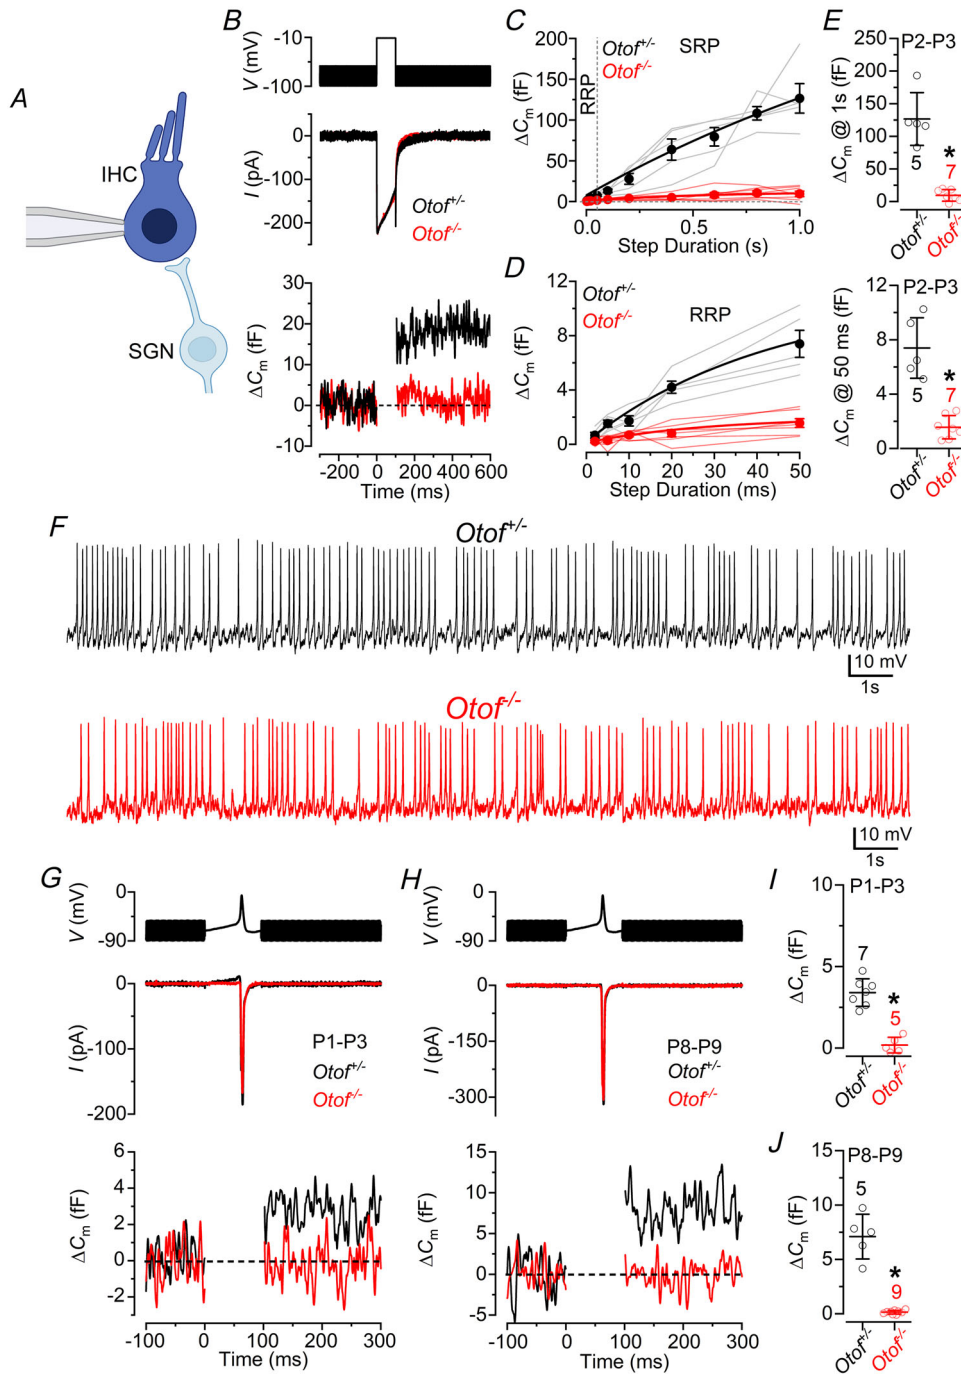 A
IHC
SGN
B
-10
-100
V (mV)
0
-100
-200
I (pA)
Otof+/-
Otof-/-
30
20
10
0
-10
ΔCm (fF)
-200 0 200 400 600
Time (ms)
C
Otof+/-
Otof-/-
SRP
RRP
200
150
100
50
0
ΔCm (fF)
0.0 0.2 0.4 0.6 0.8 1.0
Step Duration (s)
D
Otof+/-
Otof-/-
RRP
12
8
4
0
ΔCm (fF)
0 10 20 30 40 50
Step Duration (ms)
E
P2-P3
250
200
150
100
50
0
ΔCm @ 1s (fF)
5
*
7
Otof+/-
Otof-/-
P2-P3
12
9
6
3
0
ΔCm @ 50 ms (fF)
5
*
7
Otof+/-
Otof-/-
F
Otof+/-
10 mV
1s
Otof-/-
10 mV
1s
G
0
-90
V (mV)
0
-100
-200
I (pA)
P1-P3
Otof+/-
Otof-/-
6
4
2
0
-2
ΔCm (fF)
-100 0 100 200 300
Time (ms)
H
0
-90
V (mV)
0
-150
-300
I (pA)
P8-P9
Otof+/-
Otof-/-
15
10
5
0
-5
ΔCm (fF)
-100 0 100 200 300
Time (ms)
I
P1-P3
10
5
0
ΔCm (fF)
7
*
5
Otof+/-
Otof-/-
J
P8-P9
15
10
5
0
ΔCm (fF)
5
*
9
Otof+/-
Otof-/-